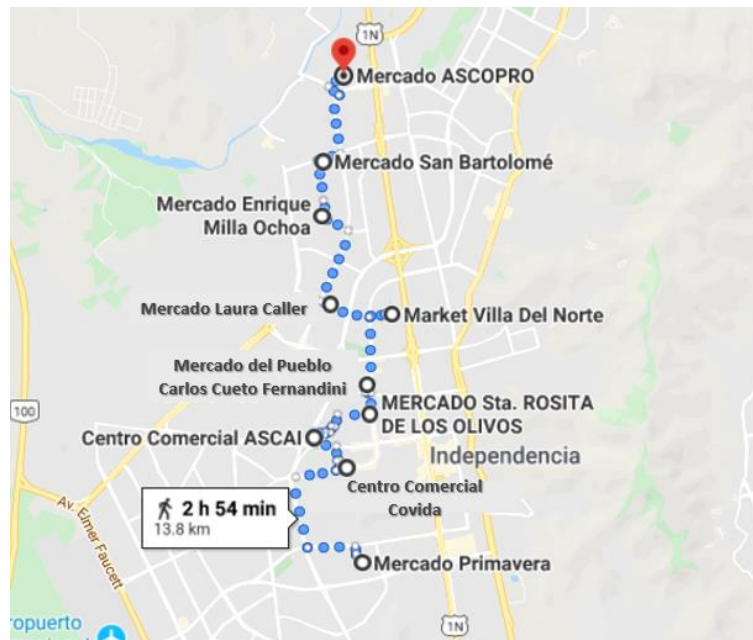 1N
Mercado ASCOPRO
Mercado San Bartolomé
Mercado Enrique
Milla Ochoa
Mercado Laura Caller
Market Villa Del Norte
Mercado del Pueblo
Carlos Cueto Fernandini
100
MERCADO Sta. ROSITA
DE LOS OLIVOS
Centro Comercial ASCAI
Independencia
Centro Comercial
Covida
2 h 54 min
13.8 km
Av. Elmer Faucett
Mercado Primavera
ropuerto
1N